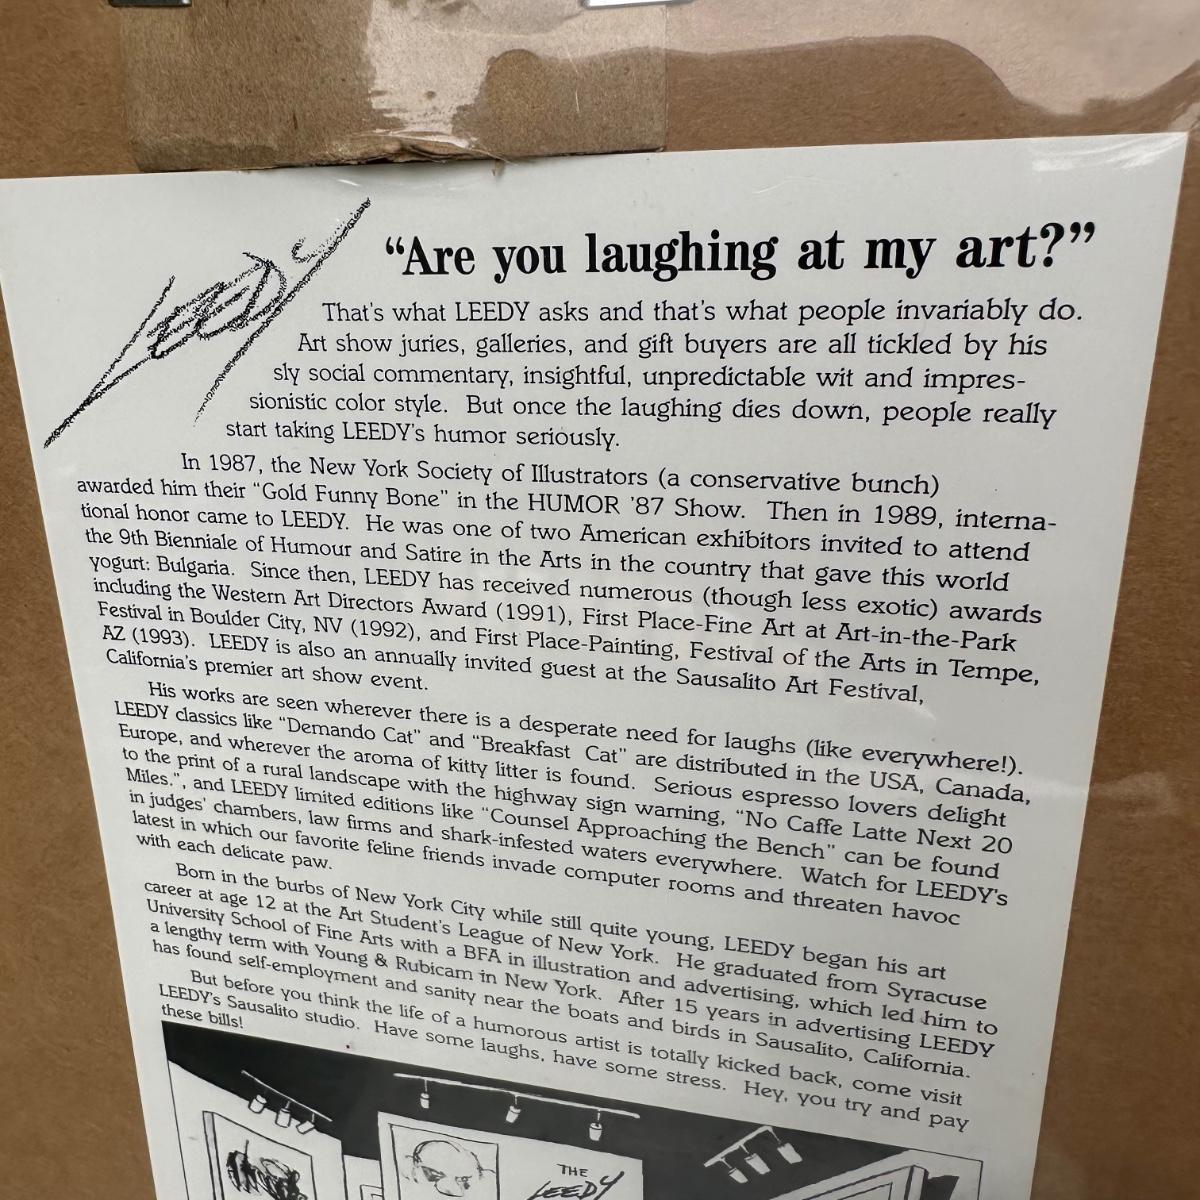 LEEDY
"Are you laughing at my art?"
That's what LEEDY asks and that's what people invariably do.
Art show juries, galleries, and gift buyers are all tickled by his
sly social commentary, insightful, unpredictable wit and impres-
sionistic color style. But once the laughing dies down, people really
start taking LEEDY's humor seriously.
In 1987, the New York Society of Illustrators (a conservative bunch)
awarded him their "Gold Funny Bone" in the HUMOR '87 Show. Then in 1989, interna-
tional honor came to LEEDY. He was one of two American exhibitors invited to attend
the 9th Bienniale of Humour and Satire in the Arts in the country that gave this world
yogurt: Bulgaria. Since then, LEEDY has received numerous (though less exotic) awards
including the Western Art Directors Award (1991), First Place-Fine Art at Art-in-the-Park
Festival in Boulder City, NV (1992), and First Place-Painting, Festival of the Arts in Tempe,
AZ (1993). LEEDY is also an annually invited guest at the Sausalito Art Festival,
California's premier art show event.
His works are seen wherever there is a desperate need for laughs (like everywhere!).
LEEDY classics like "Demando Cat" and "Breakfast Cat" are distributed in the USA, Canada,
Europe, and wherever the aroma of kitty litter is found. Serious espresso lovers delight
to the print of a rural landscape with the highway sign warning, "No Caffe Latte Next 20
Miles.", and LEEDY limited editions like "Counsel Approaching the Bench" can be found
in judges' chambers, law firms and shark-infested waters everywhere. Watch for LEEDY's
latest in which our favorite feline friends invade computer rooms and threaten havoc
with each delicate paw.
Born in the burbs of New York City while still quite young, LEEDY began his art
career at age 12 at the Art Student's League of New York. He graduated from Syracuse
University School of Fine Arts with a BFA in illustration and advertising, which led him to
a lengthy term with Young & Rubicam in New York. After 15 years in advertising LEEDY
has found self-employment and sanity near the boats and birds in Sausalito, California.
But before you think the life of a humorous artist is totally kicked back, come visit
LEEDY's Sausalito studio. Have some laughs, have some stress. Hey, you try and pay
these bills!
THE
LEEDY